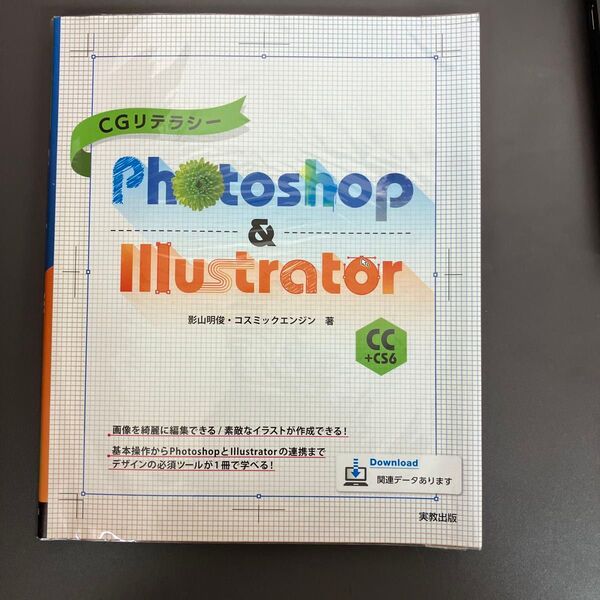 CGリテラシー
Photoshop
&
Illustrator
影山明俊・コスミックエンジン 著
CC
+CS6
画像を綺麗に編集できる/素敵なイラストが作成できる!
基本操作からPhotoshopとIllustratorの連携まで
デザインの必須ツールが1冊で学べる!
Download
関連データあります
実教出版